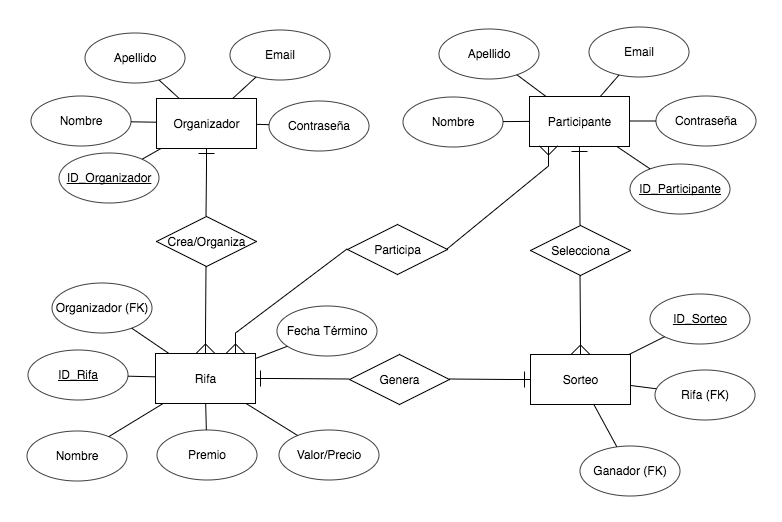 Apellido
Email
Apellido
Email
Nombre
Organizador
Contraseña
Nombre
Participante
Contraseña
ID_Organizador
ID_Participante
Crea/Organiza
Participa
Selecciona
Organizador (FK)
Fecha Término
ID_Sorteo
ID_Rifa
Rifa
Genera
Sorteo
Rifa (FK)
Nombre
Premio
Valor/Precio
Ganador (FK)